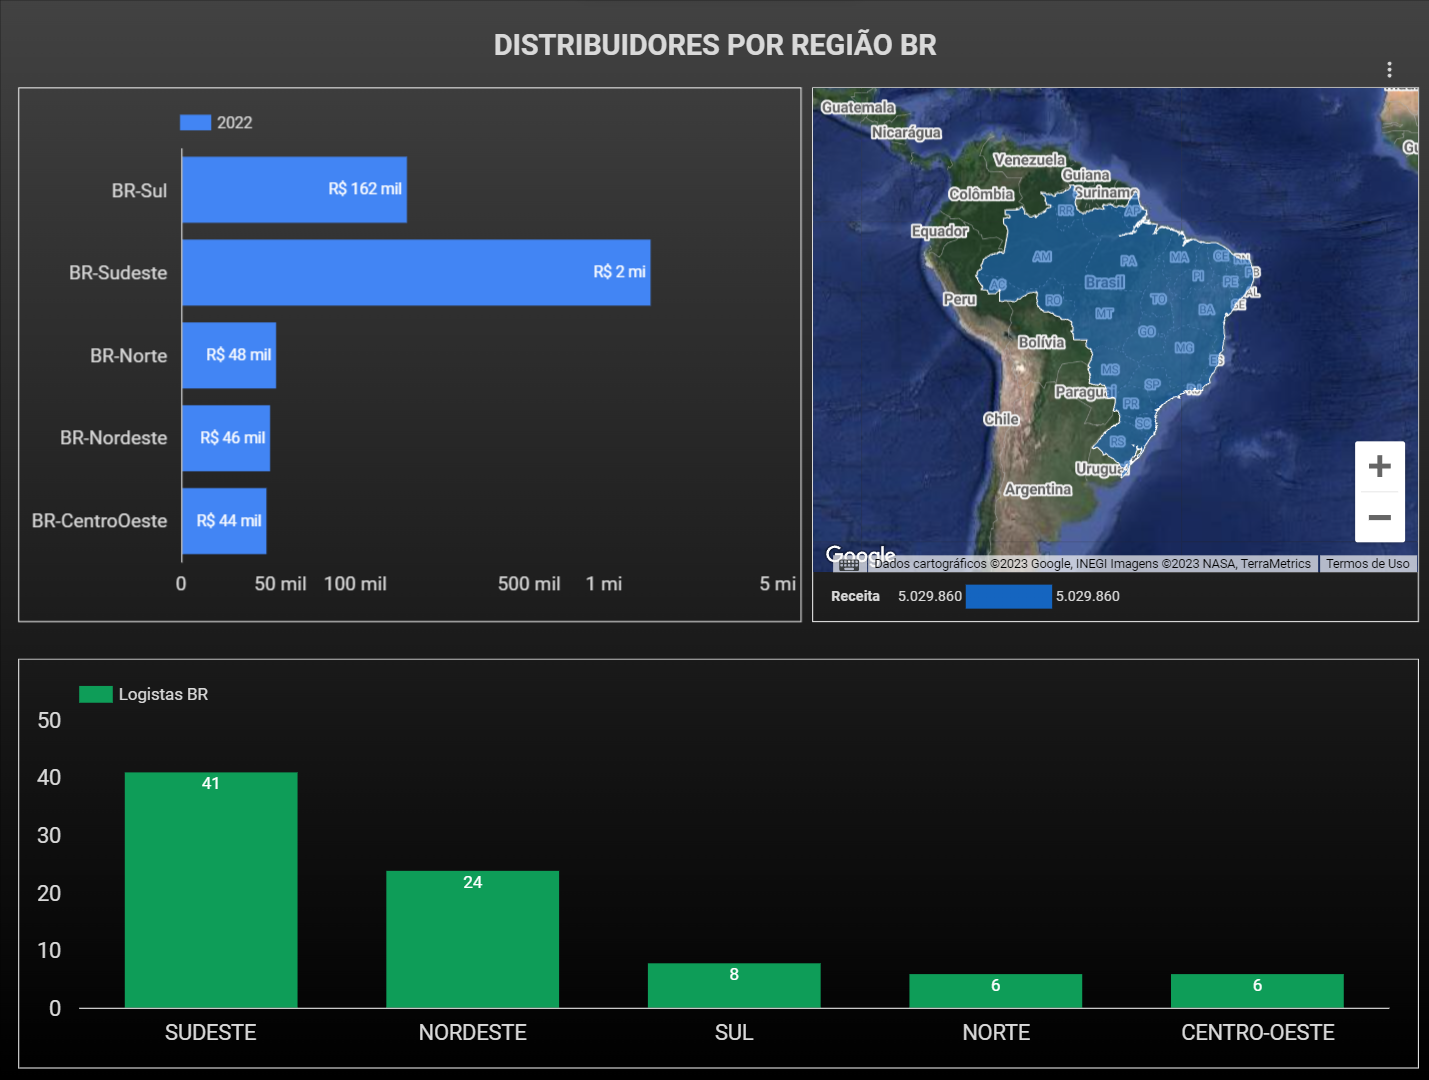 DISTRIBUIDORES POR REGIÃO BR
2022
BR-Sul
R$ 162 mil
BR-Sudeste
R$ 2 mi
BR-Norte
R$ 48 mil
BR-Nordeste
R$ 46 mil
BR-CentroOeste
R$ 44 mil
0 50 mil 100 mil 500 mil 1 mi 5 mi
Guatemala
Nicarágua
Venezuela
Guiana
Colômbia
Suriname
RR
AP
Equador
AM
PA
MA
CE
RN
PB
PI
PE
AC
Brasil
AL
Peru
RO
TO
SE
MT
BA
GO
Bolívia
MG
ES
MS
SP
Paraguai
RJ
PR
Chile
SC
RS
Argentina
Google
Dados cartográficos ©2023 Google, INEGI Imagens ©2023 NASA, TerraMetrics
Termos de Uso
Receita 5.029.860 5.029.860
Logistas BR
50
40
30
20
10
0
41
24
8
6
6
SUDESTE NORDESTE SUL NORTE CENTRO-OESTE